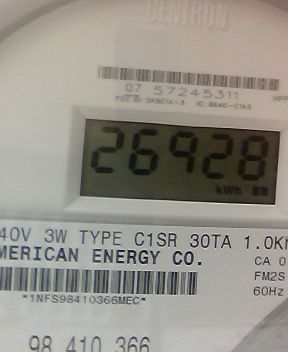 CENTRON
07 57245311
26928
kWh
40V 3W TYPE C1SR 30TA 1.0K
MERICAN ENERGY CO.
CA 0
FM2S
60Hz
*1NFS98410366MEC*
98 410 366